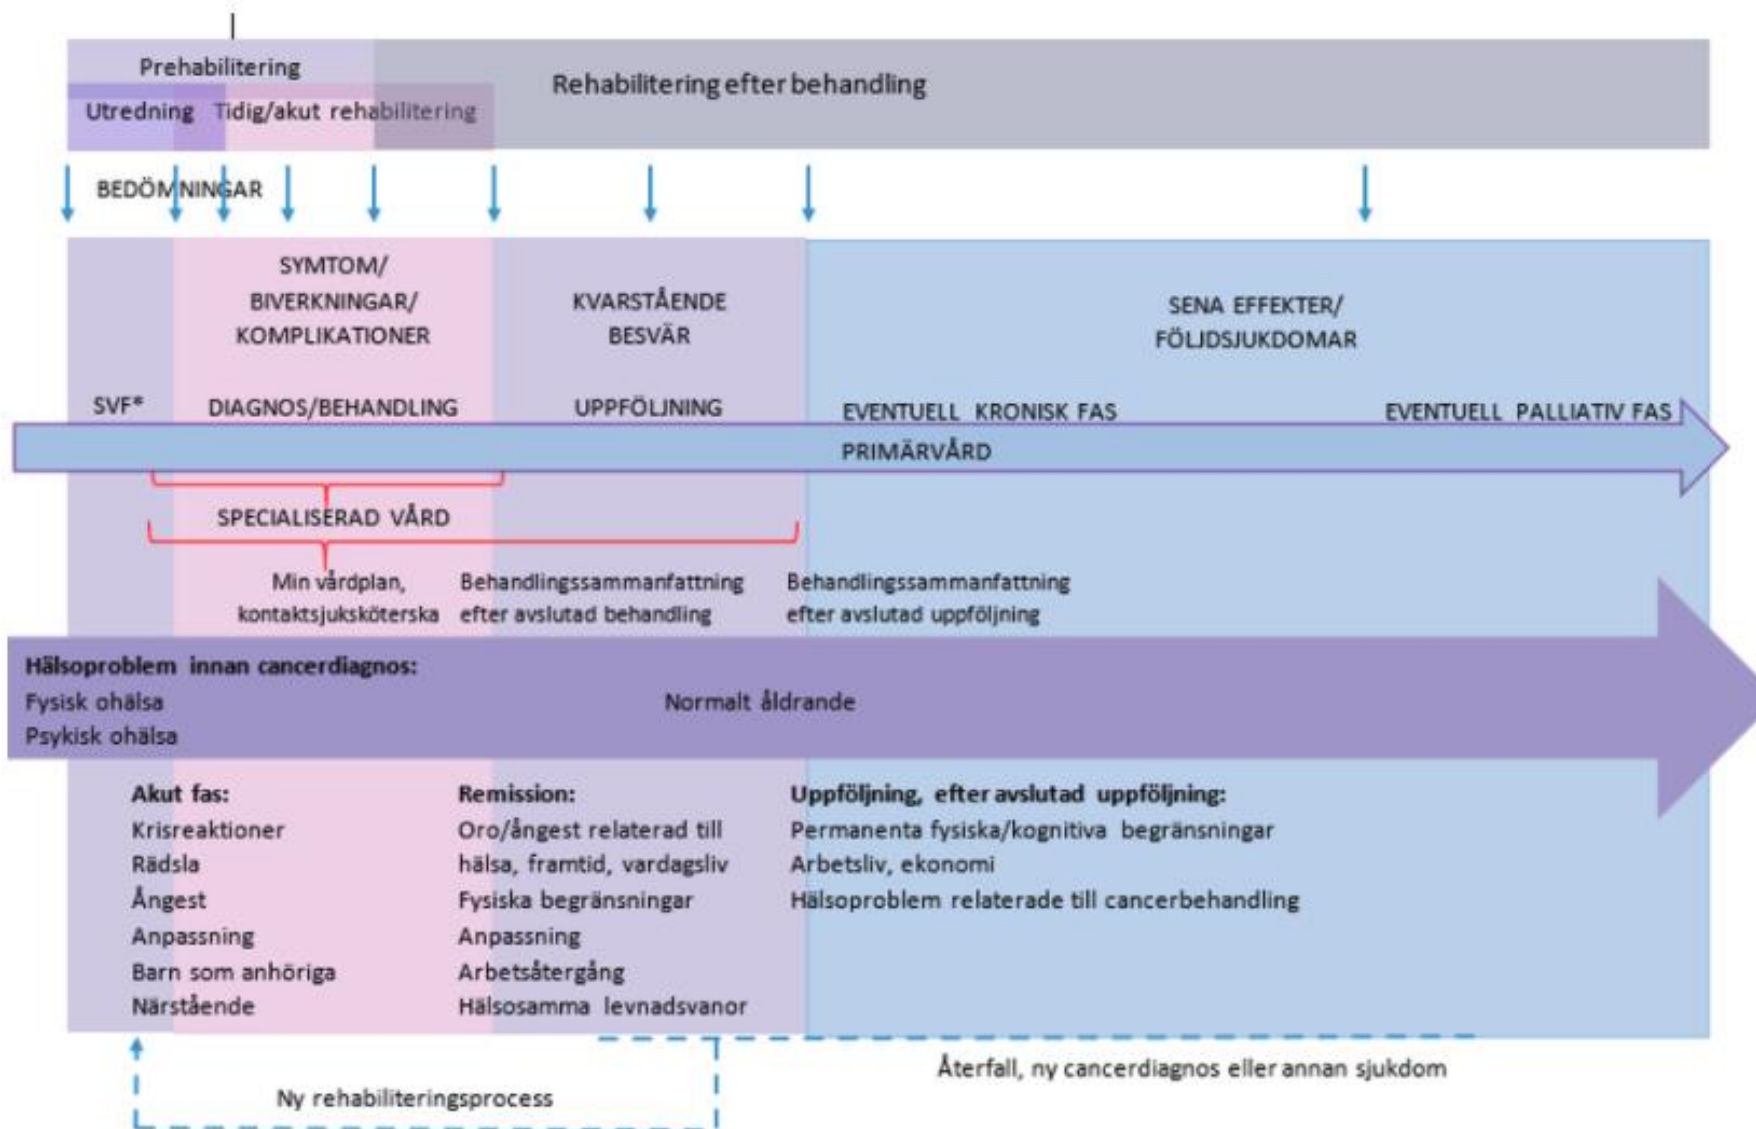 Prehabilitering
Rehabilitering efter behandling
Utredning
Tidig/akut rehabilitering
BEDÖMNINGAR
SYMTOM/
BIVERKNINGAR/
KOMPLIKATIONER
KVARSTÅENDE
BESVÄR
SENA EFFEKTER/
FÖLJDSJUKDOMAR
SVF*
DIAGNOS/BEHANDLING
UPPFÖLJNING
EVENTUELL KRONISK FAS
EVENTUELL PALLIATIV FAS
PRIMÄRVÅRD
SPECIALISERAD VÅRD
Min vårdplan,
kontaktsjuksköterska
Behandlingssammanfattning
efter avslutad behandling
Behandlingssammanfattning
efter avslutad uppföljning
Hälsoproblem innan cancerdiagnos:
Fysisk ohälsa
Psykisk ohälsa
Normalt åldrande
Akut fas:
Krisreaktioner
Rädsla
Ångest
Anpassning
Barn som anhöriga
Närstående
Remission:
Oro/ångest relaterad till
hälsa, framtid, vardagsliv
Fysiska begränsningar
Anpassning
Arbetsåtergång
Hälsosamma levnadsvanor
Uppföljning, efter avslutad uppföljning:
Permanenta fysiska/kognitiva begränsningar
Arbetsliv, ekonomi
Hälsoproblem relaterade till cancerbehandling
Återfall, ny cancerdiagnos eller annan sjukdom
Ny rehabiliteringsprocess